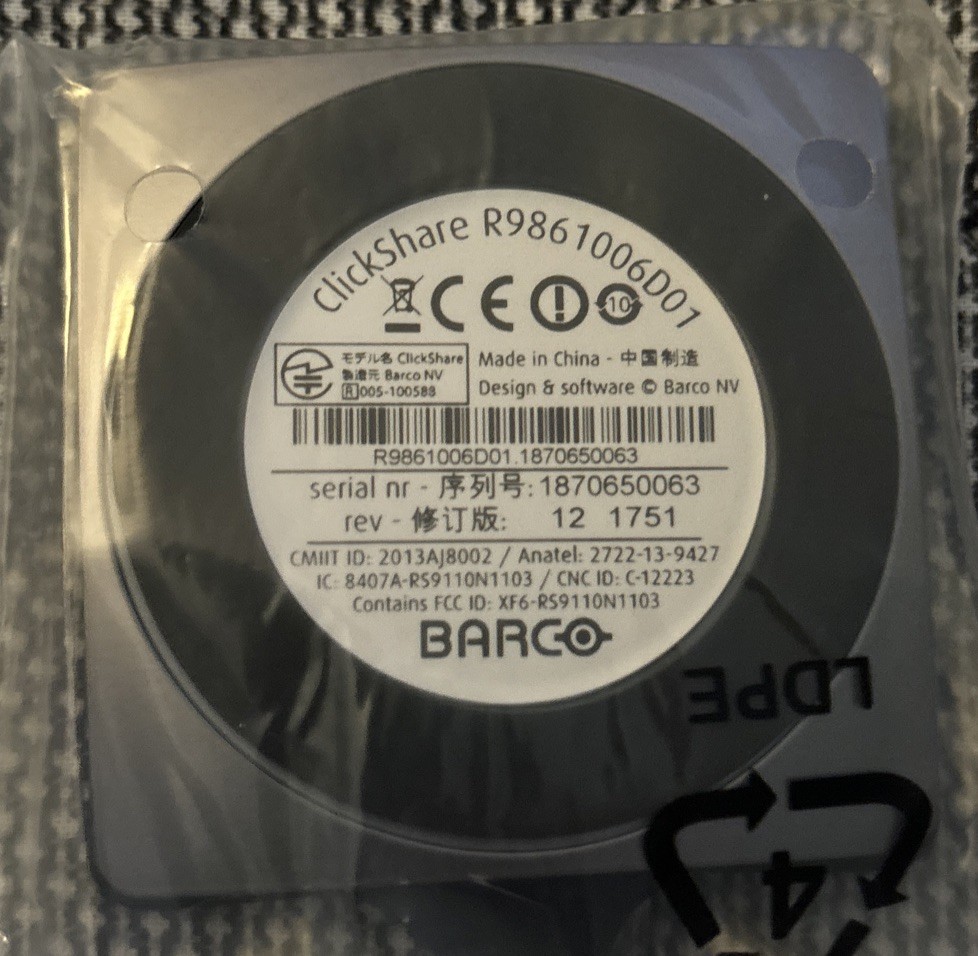 ClickShare R9861006D01
10
モデル名 ClickShare
製造元 Barco NV
R 005-100588
Made in China - 中国制造
Design & software © Barco NV
R9861006D01.1870650063
serial nr - 序列号: 1870650063
rev - 修订版: 12 1751
CMIIT ID: 2013AJ8002 / Anatel: 2722-13-9427
IC: 8407A-RS9110N1103 / CNC ID: C-12223
Contains FCC ID: XF6-RS9110N1103
BARCO
LDPE
4